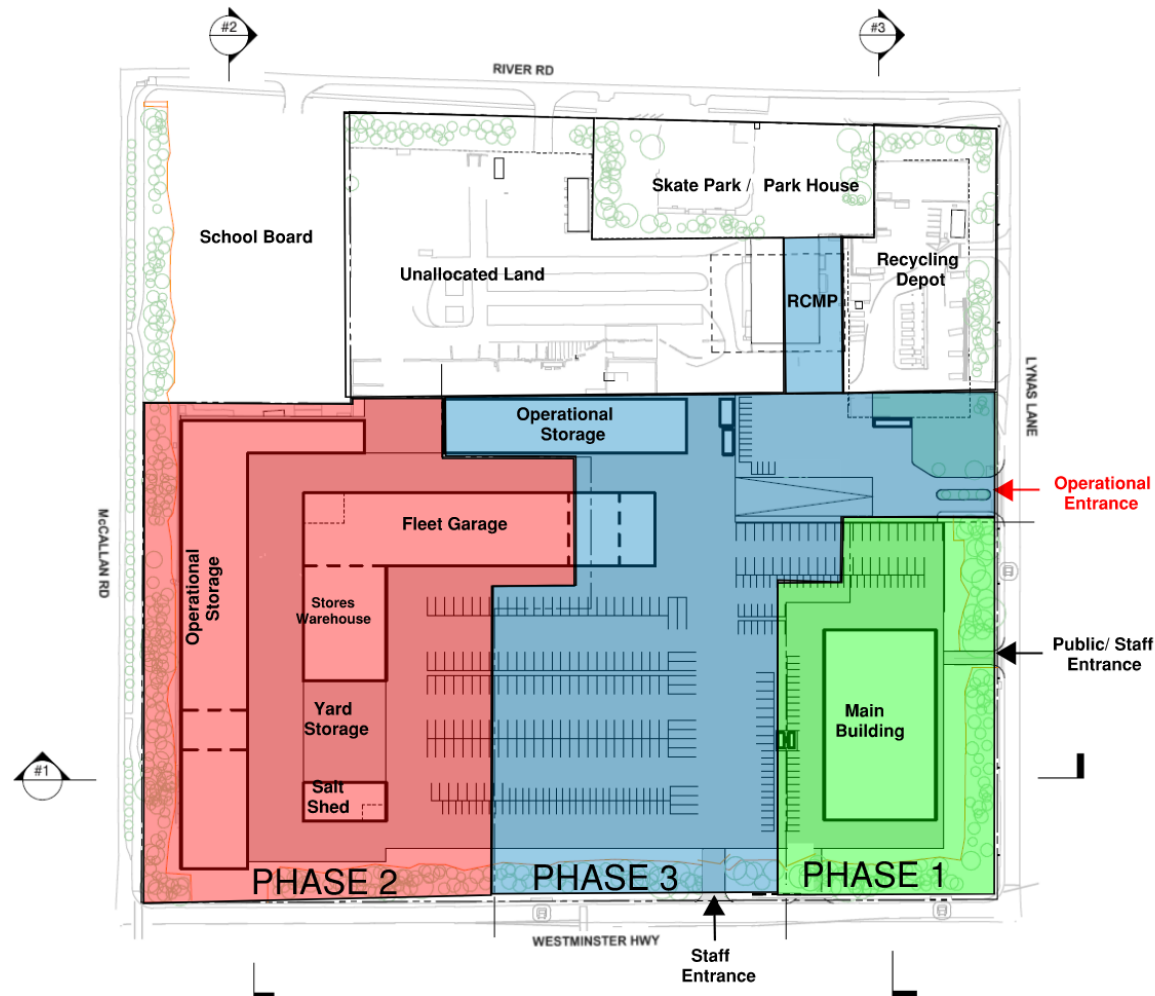 #2
#3
RIVER RD
School Board
Unallocated Land
Skate Park / Park House
Recycling
Depot
RCMP
LYNAS LANE
Operational
Storage
Operational
Entrance
McCALLAN RD
Operational
Storage
Fleet Garage
Stores
Warehouse
Public/ Staff
Entrance
Yard
Storage
Main
Building
#1
Salt
Shed
PHASE 2
PHASE 3
PHASE 1
WESTMINSTER HWY
Staff
Entrance